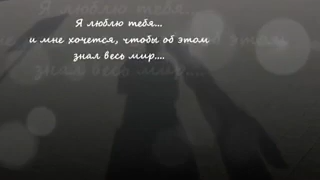 Я люблю тебя...
и мне хочется, чтобы об этом
знал весь мир....